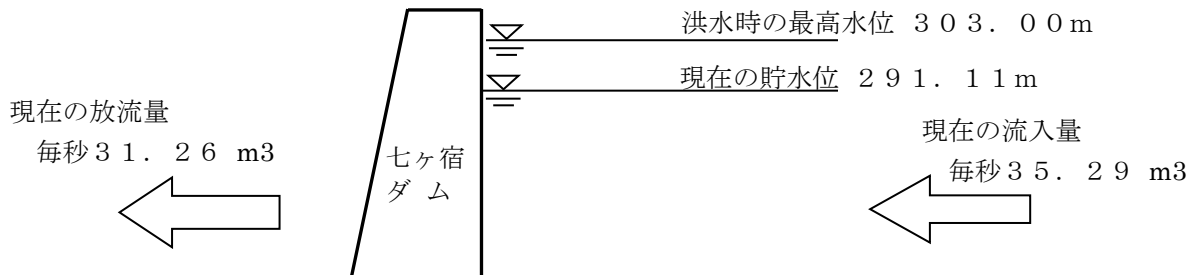 洪水時の最高水位 ３０３．００ｍ
現在の貯水位 ２９１．１１ｍ
現在の放流量
毎秒３１．２６ m3
現在の流入量
毎秒３５．２９ m3
七ヶ宿
ダ ム